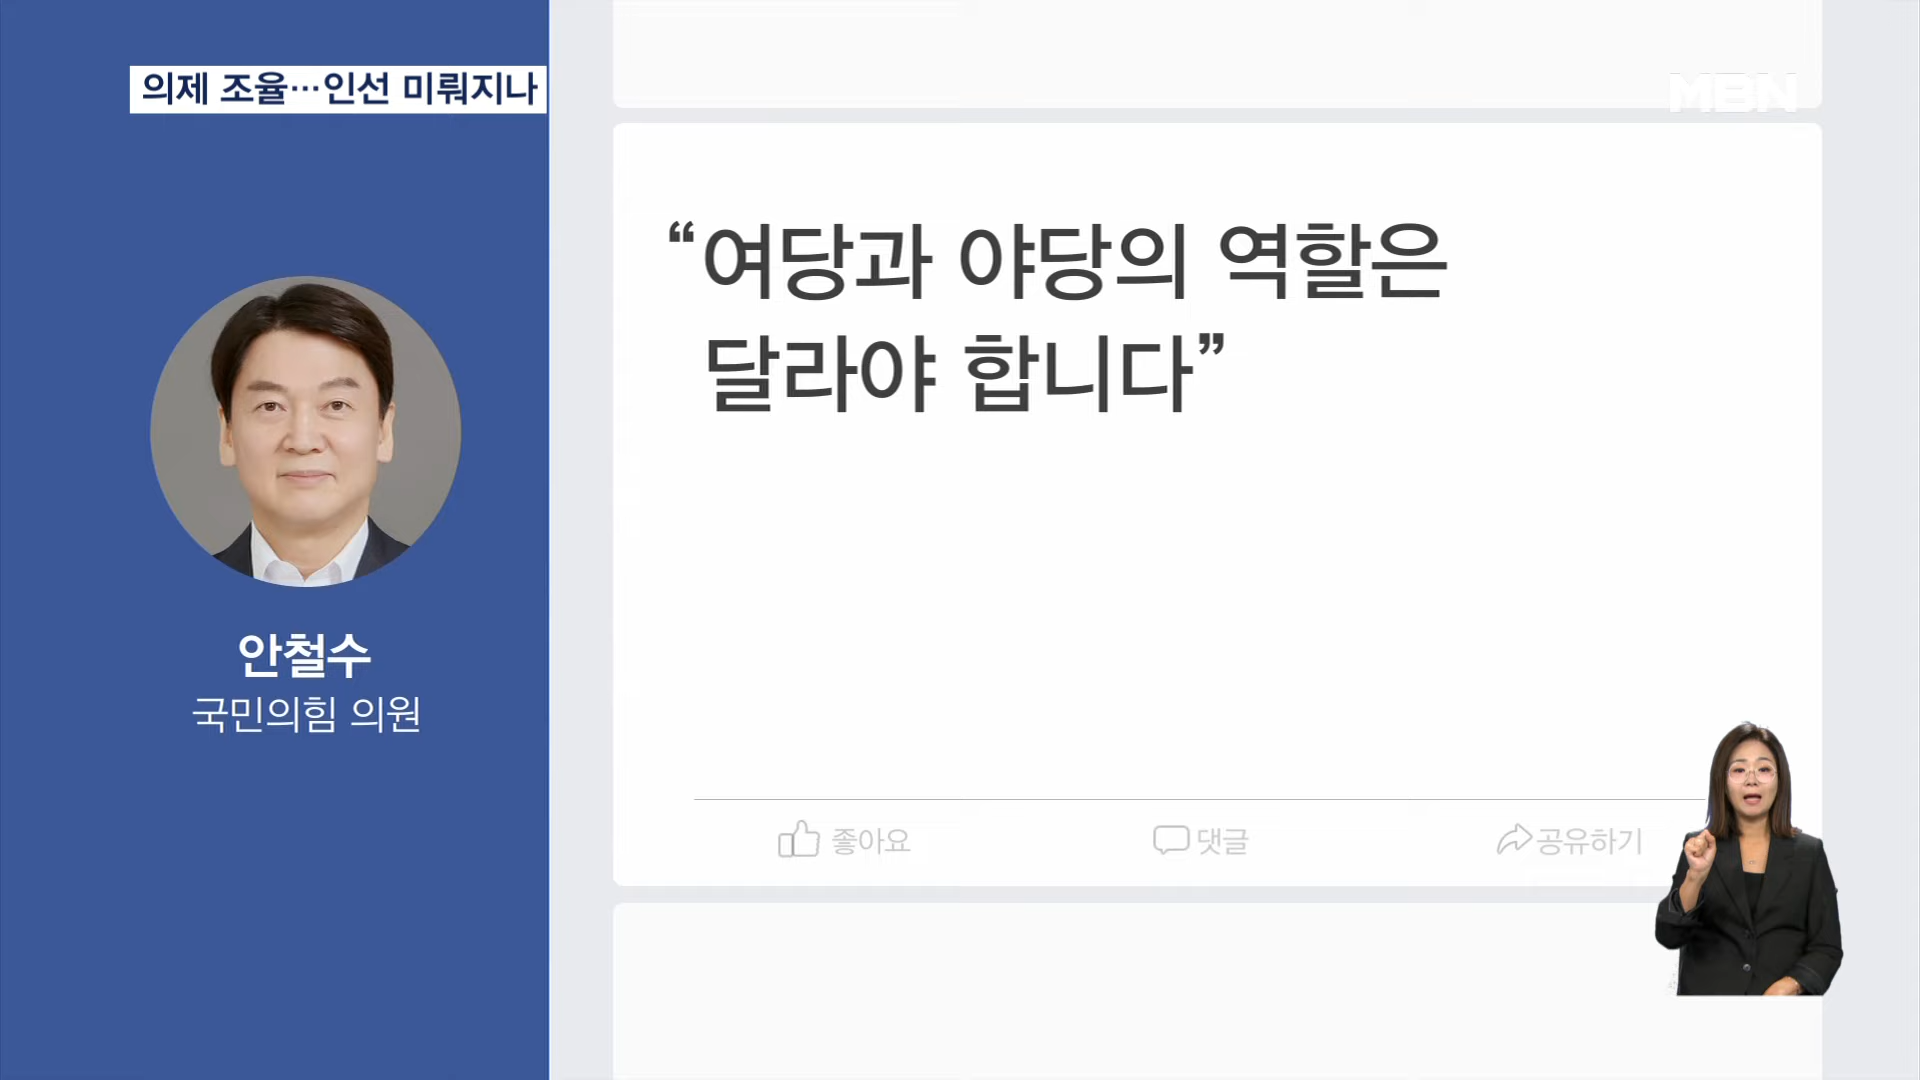 의제 조율…인선 미뤄지나
MBN
“여당과 야당의 역할은
달라야 합니다”
안철수
국민의힘 의원
좋아요
댓글
공유하기